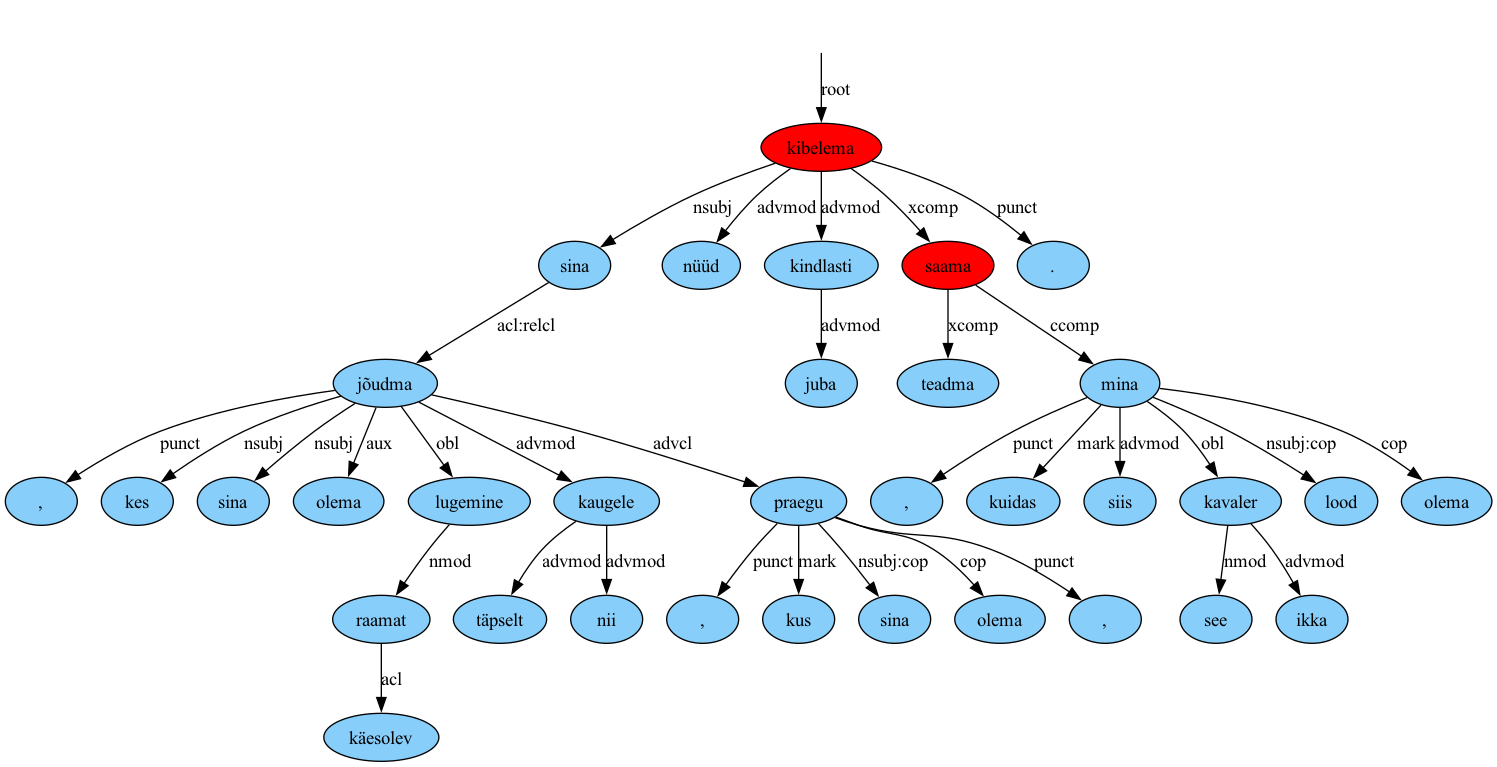 root
kibelema
nsubj advmod advmod xcomp punct
sina nüüd kindlasti saama .
acl:relcl advmod xcomp ccomp
jõudma juba teadma mina
punct nsubj nsubj aux obl advmod advcl punct mark advmod obl nsubj:cop cop
, kes sina olema lugemine kaugele praegu , kuidas siis kavaler lood olema
nmod advmod advmod punct mark nsubj:cop cop punct nmod advmod
raamat täpselt nii , kus sina olema , see ikka
acl
käesolev